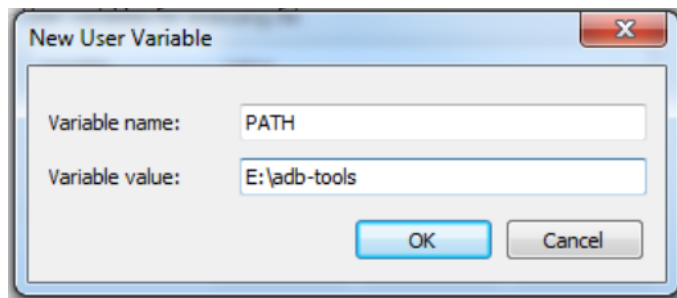 New User Variable
Variable name: PATH
Variable value: E:\adb-tools
OK Cancel